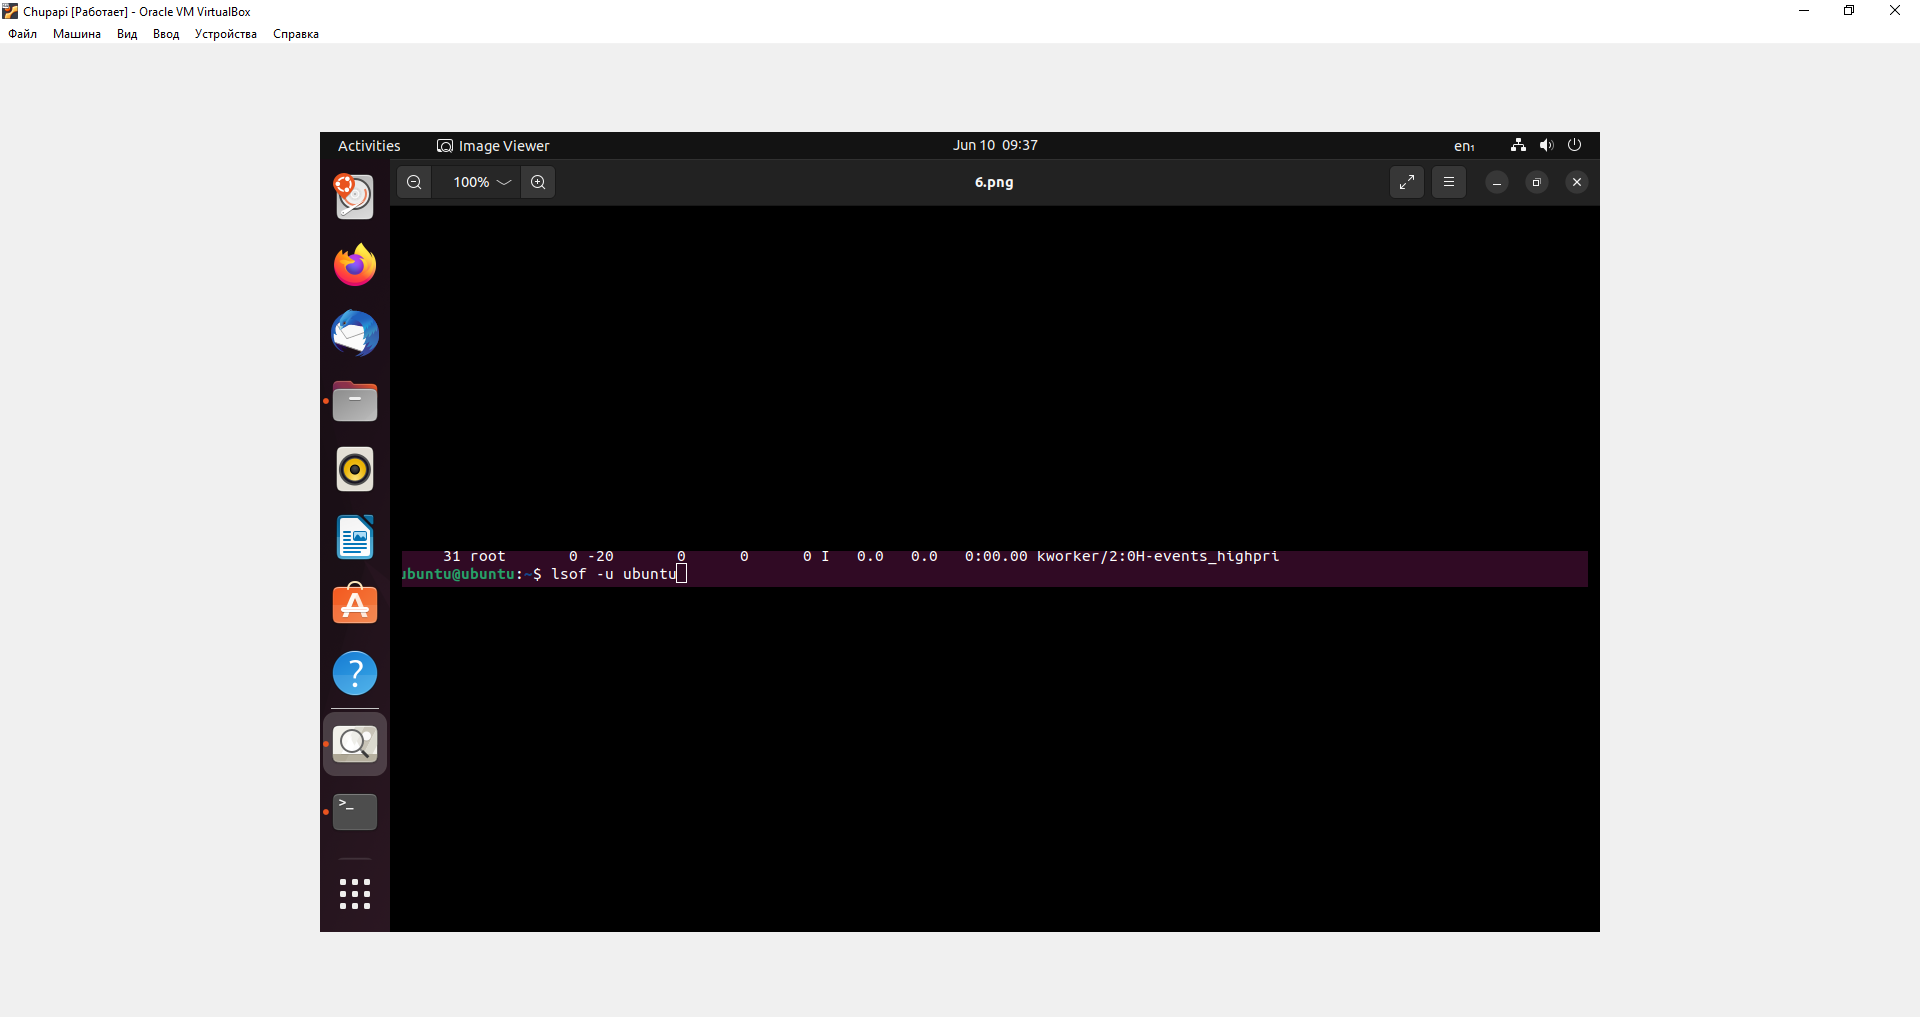 Chupapi [Работает] - Oracle VM VirtualBox
Файл Машина Вид Ввод Устройства Справка
Activities Image Viewer Jun 10 09:37 en₁
100% 6.png
31 root 0 -20 0 0 0 I 0.0 0.0 0:00.00 kworker/2:0H-events_highpri
ubuntu@ubuntu:~$ lsof -u ubuntu